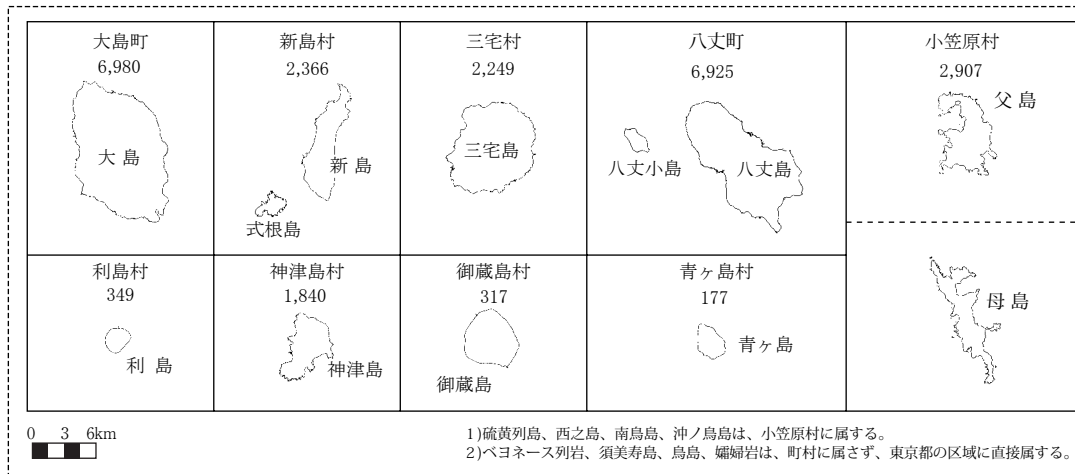 大島町
6,980
大 島
新島村
2,366
新 島
式根島
三宅村
2,249
三宅島
八丈町
6,925
八丈小島
八丈島
小笠原村
2,907
父 島
母 島
利島村
349
利 島
神津島村
1,840
神津島
御蔵島村
317
御蔵島
青ヶ島村
177
青ヶ島
0 3 6km
1)硫黄列島、西之島、南鳥島、沖ノ鳥島は、小笠原村に属する。
2)ベヨネース列岩、須美寿島、鳥島、孀婦岩は、町村に属さず、東京都の区域に直接属する。